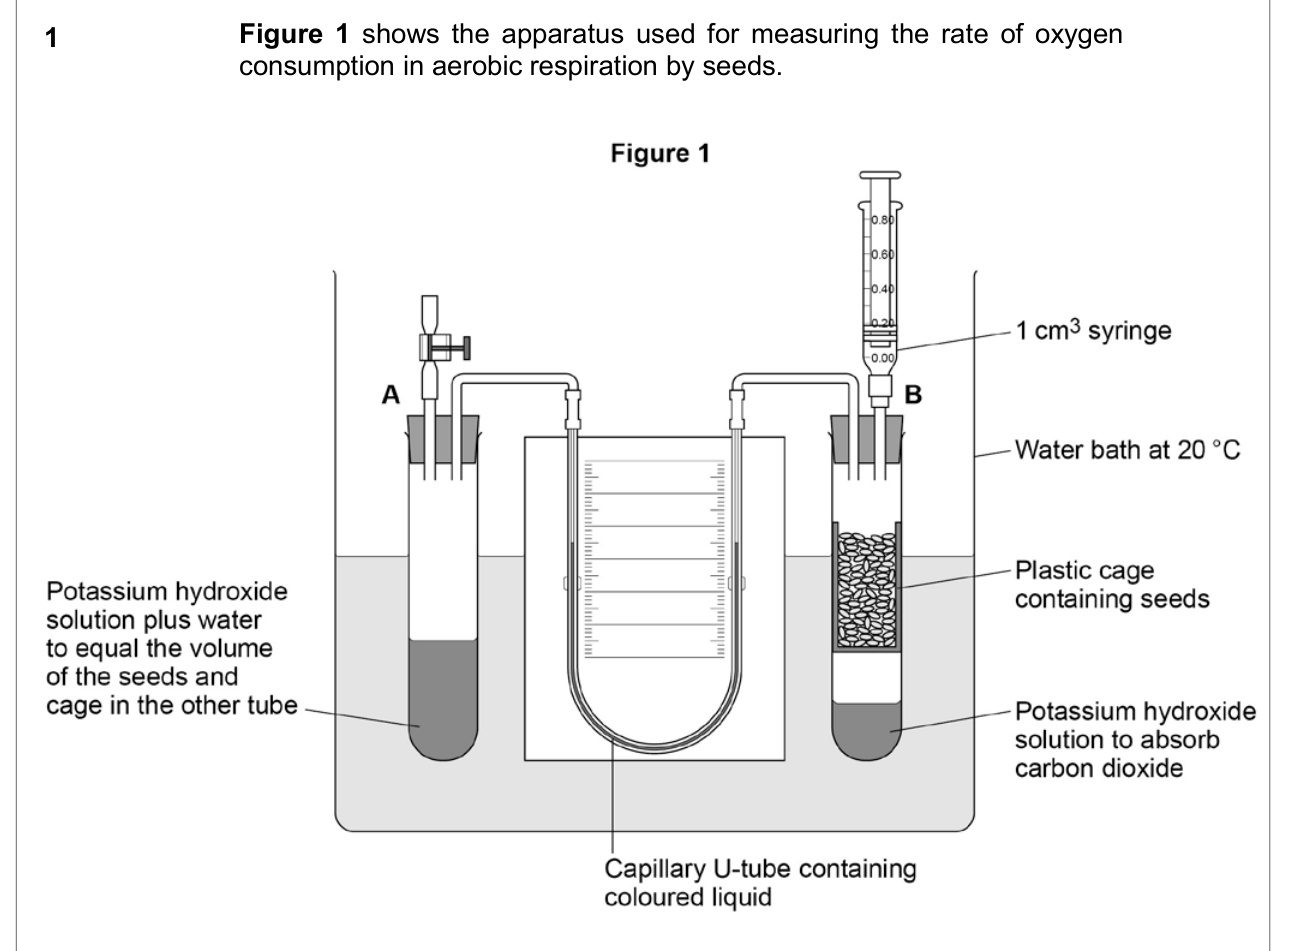 1
Figure 1 shows the apparatus used for measuring the rate of oxygen
consumption in aerobic respiration by seeds.
Figure 1
0.80
0.60
0.40
0.20
0.00
1 cm³ syringe
A
B
Water bath at 20 °C
Plastic cage
containing seeds
Potassium hydroxide
solution plus water
to equal the volume
of the seeds and
cage in the other tube
Potassium hydroxide
solution to absorb
carbon dioxide
Capillary U-tube containing
coloured liquid